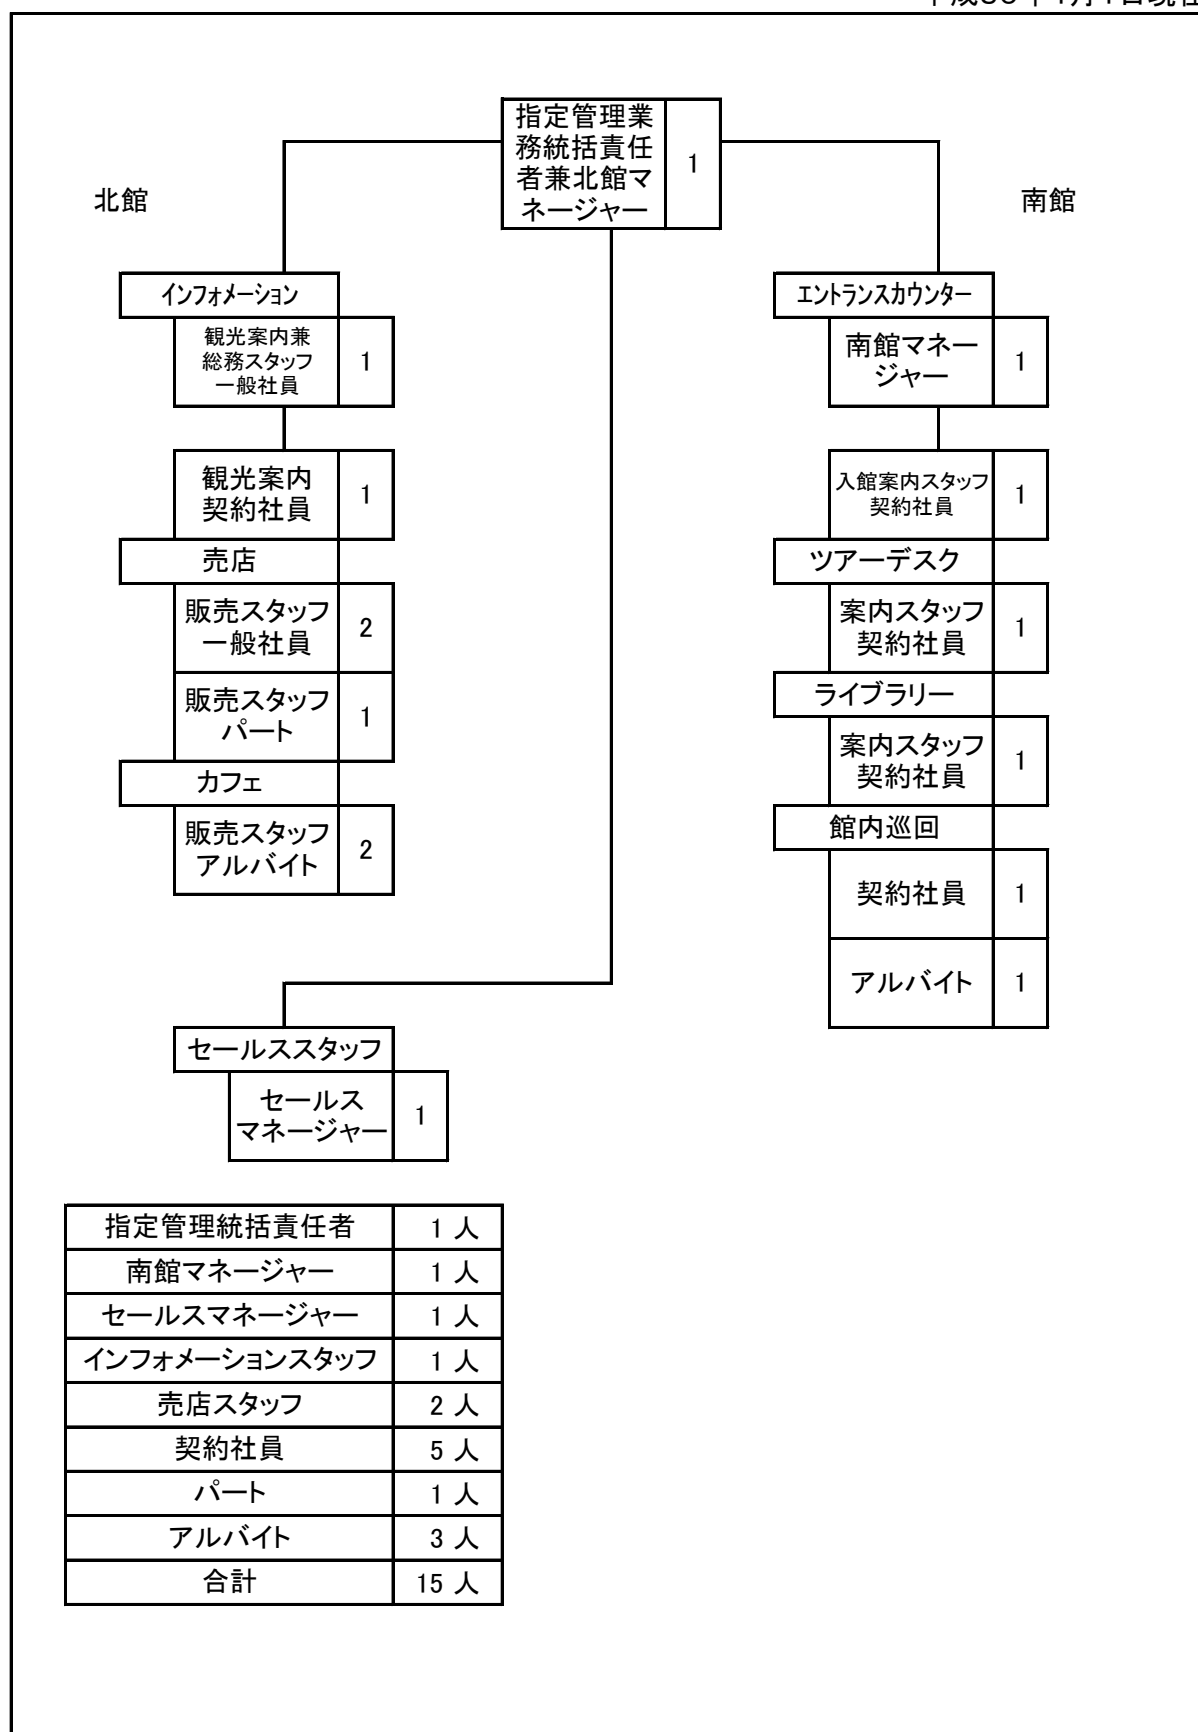 指定管理業
務統括責任
者兼北館マ
ネージャー
1
北館
南館
インフォメーション
観光案内兼
総務スタッフ
一般社員
1
観光案内
契約社員
1
売店
販売スタッフ
一般社員
2
販売スタッフ
パート
1
カフェ
販売スタッフ
アルバイト
2
エントランスカウンター
南館マネー
ジャー
1
入館案内スタッフ
契約社員
1
ツアーデスク
案内スタッフ
契約社員
1
ライブラリー
案内スタッフ
契約社員
1
館内巡回
契約社員
1
アルバイト
1
セールススタッフ
セールス
マネージャー
1
指定管理統括責任者 1 人
南館マネージャー 1 人
セールスマネージャー 1 人
インフォメーションスタッフ 1 人
売店スタッフ 2 人
契約社員 5 人
パート 1 人
アルバイト 3 人
合計 15 人